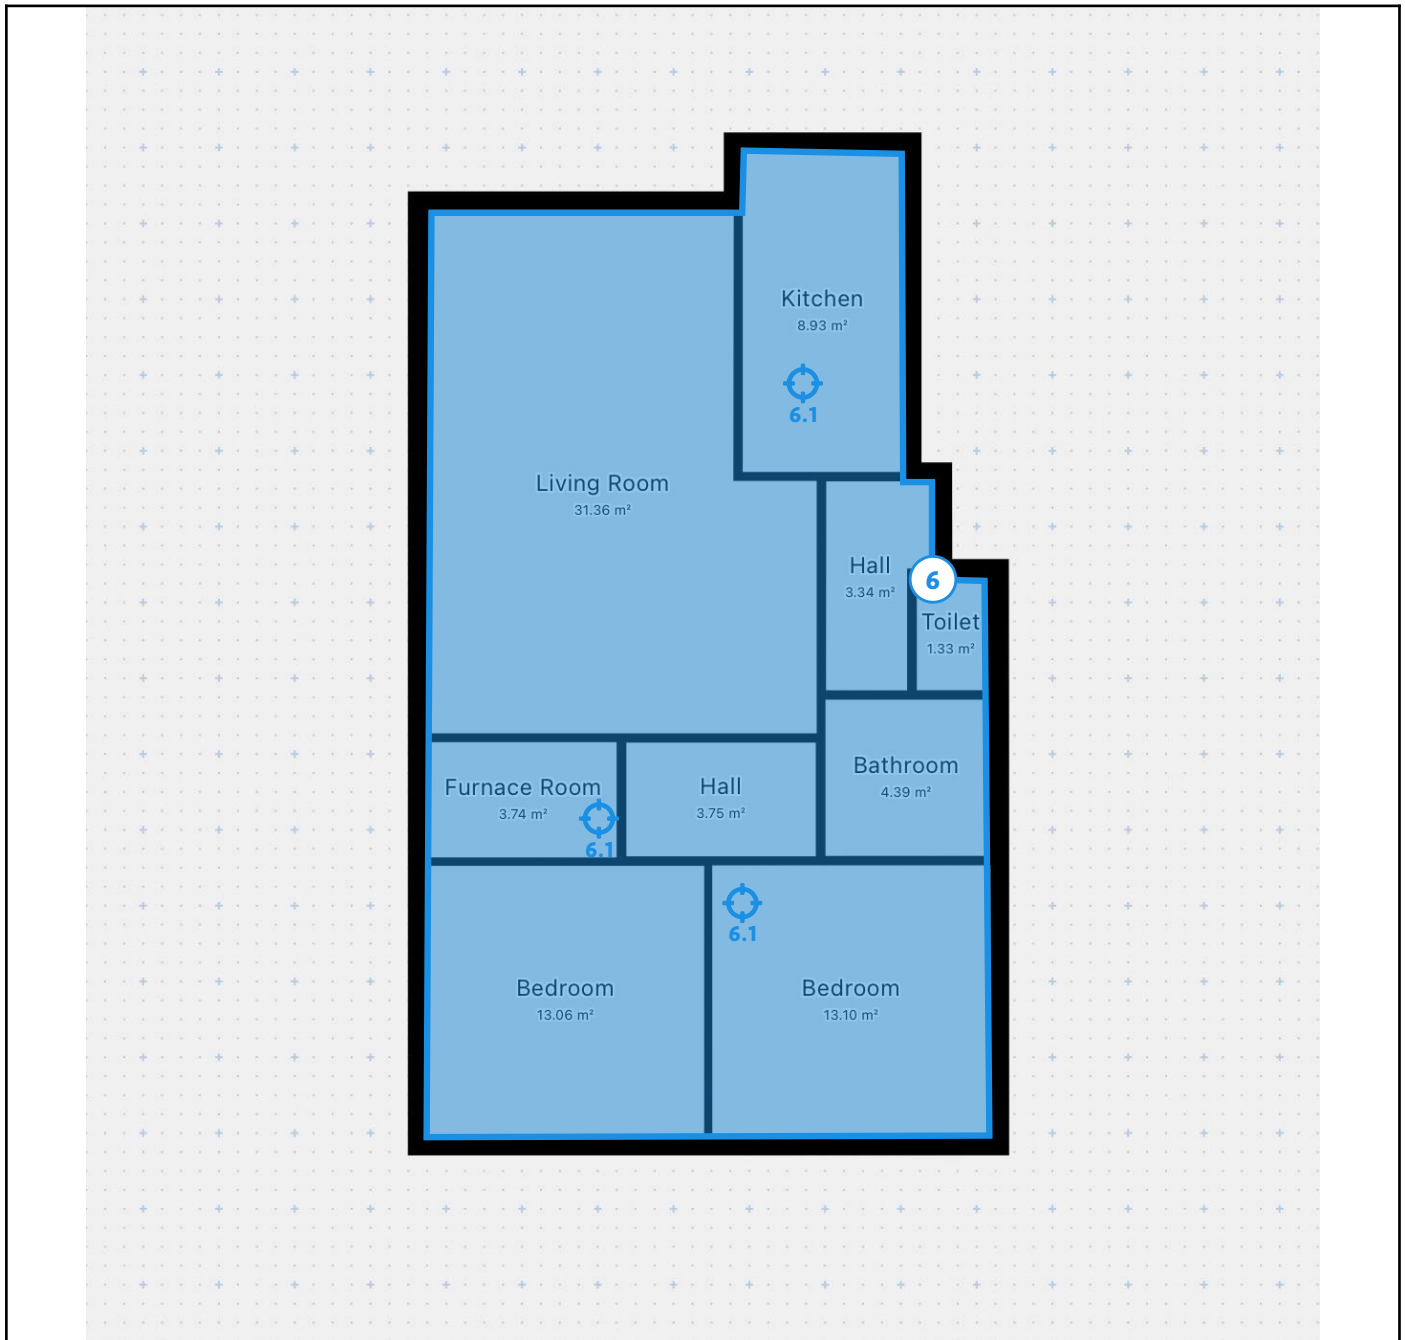 Kitchen
8.93 m²
6.1
Living Room
31.36 m²
Hall
3.34 m²
6
Toilet
1.33 m²
Bathroom
4.39 m²
Furnace Room
3.74 m²
6.1
Hall
3.75 m²
6.1
Bedroom
13.06 m²
Bedroom
13.10 m²